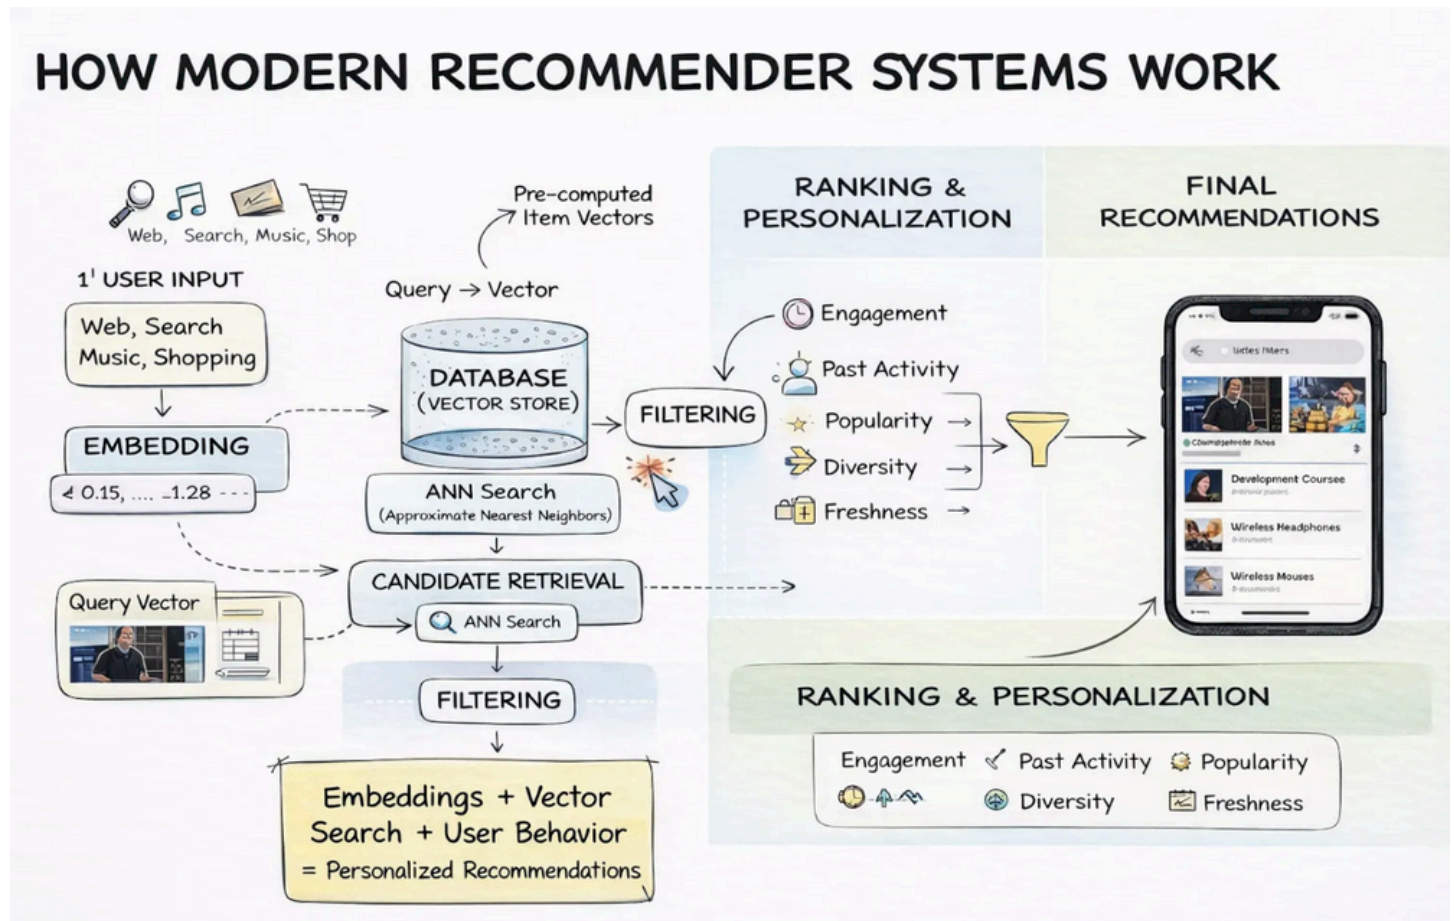 HOW MODERN RECOMMENDER SYSTEMS WORK
Web, Search, Music, Shop
1' USER INPUT
Web, Search
Music, Shopping
EMBEDDING
0.15, .... -1.28 ---
Query Vector
Pre-computed
Item Vectors
Query → Vector
DATABASE
(VECTOR STORE)
ANN Search
(Approximate Nearest Neighbors)
CANDIDATE RETRIEVAL
ANN Search
FILTERING
Embeddings + Vector
Search + User Behavior
= Personalized Recommendations
FILTERING
RANKING &
PERSONALIZATION
Engagement
Past Activity
Popularity
Diversity
Freshness
FINAL
RECOMMENDATIONS
Development Coursee
Wireless Headphones
Wireless Mouses
RANKING & PERSONALIZATION
Engagement Past Activity Popularity
Diversity Freshness